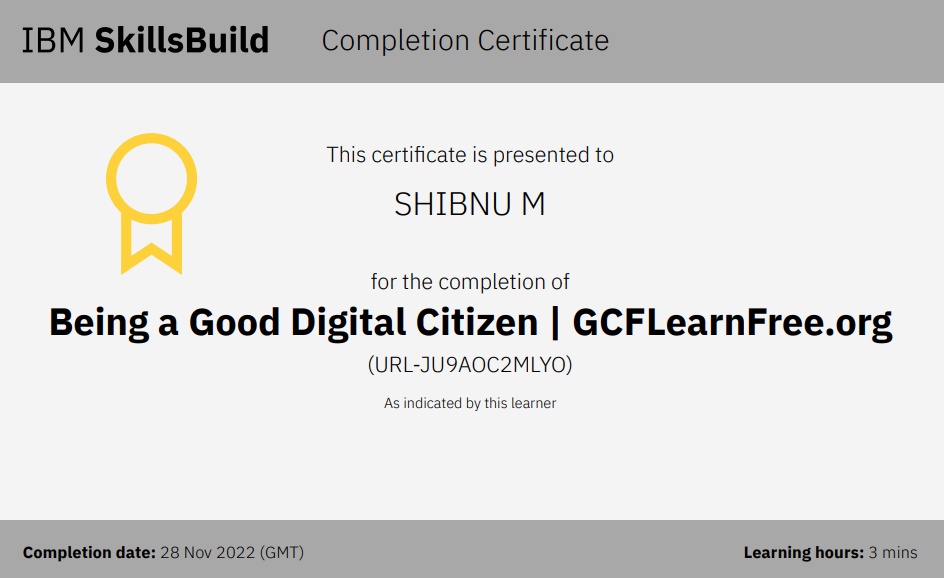 IBM SkillsBuild Completion Certificate
This certificate is presented to
SHIBNU M
for the completion of
Being a Good Digital Citizen | GCFLearnFree.org
(URL-JU9AOC2MLYO)
As indicated by this learner
Completion date: 28 Nov 2022 (GMT) Learning hours: 3 mins